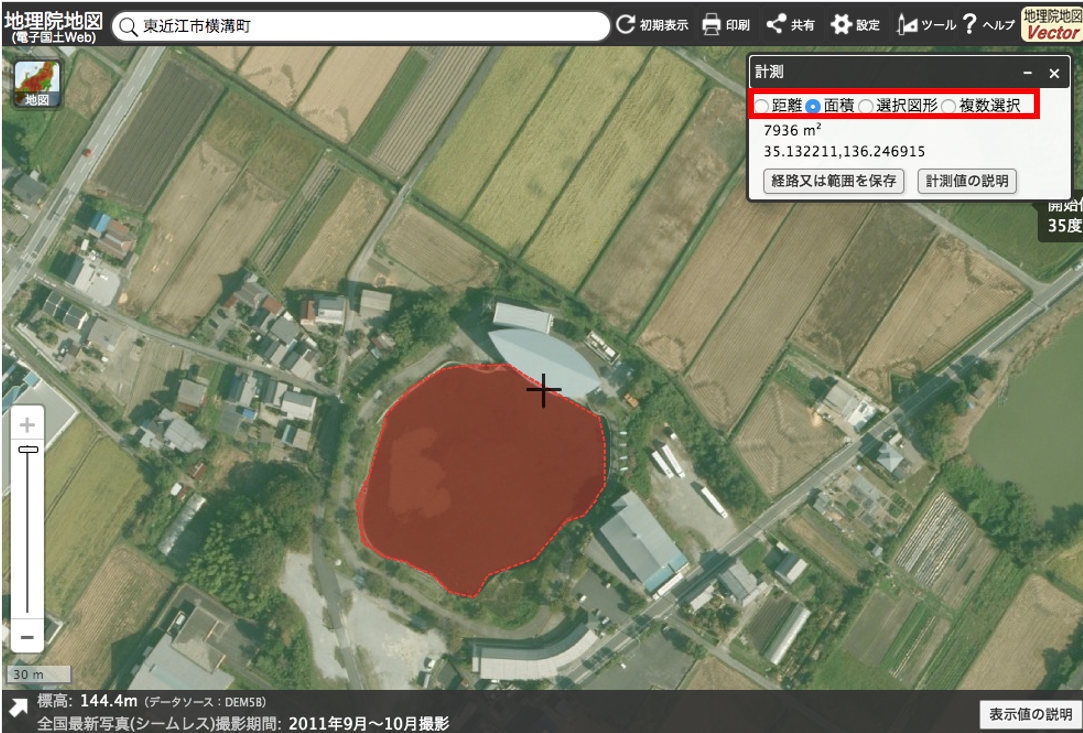 地理院地図
(電子国土Web)
東近江市横溝町
初期表示
印刷
共有
設定
ツール
ヘルプ
地理院地図
Vector
地図
計測
距離 面積 選択図形 複数選択
7936 m²
35.132211,136.246915
経路又は範囲を保存 計測値の説明
開始
35度
30 m
標高: 144.4m (データソース:DEM5B)
全国最新写真(シームレス)撮影期間: 2011年9月～10月撮影
表示値の説明